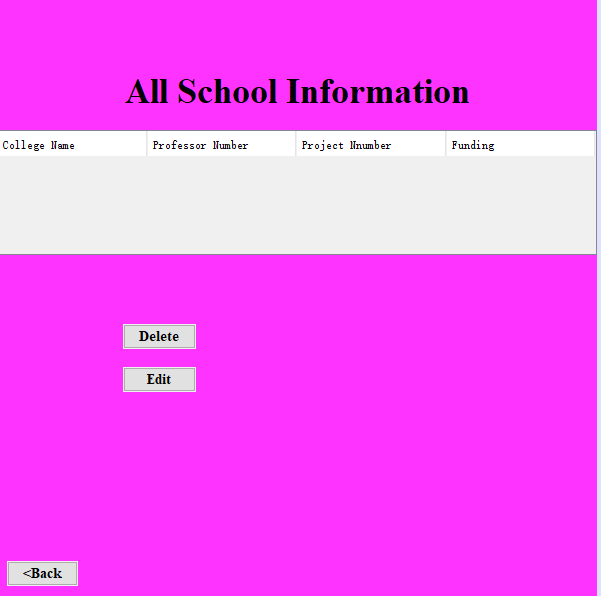 All School Information
College Name Professor Number Project Nnumber Funding
Delete
Edit
<Back